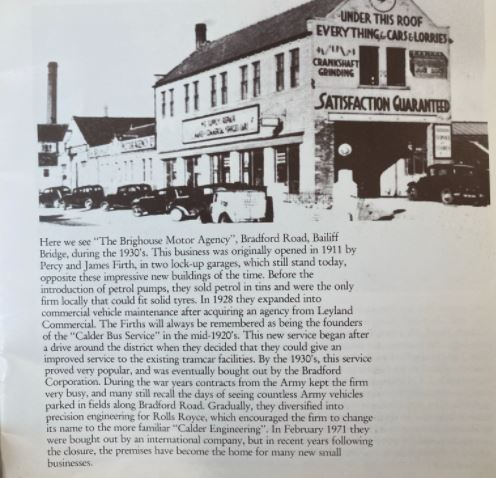 UNDER THIS ROOF
EVERYTHING for CARS & LORRIES
CRANKSHAFT
GRINDING
SATISFACTION GUARANTEED
Here we see "The Brighouse Motor Agency", Bradford Road, Bailiff
Bridge, during the 1930's. This business was originally opened in 1911 by
Percy and James Firth, in two lock-up garages, which still stand today,
opposite these impressive new buildings of the time. Before the
introduction of petrol pumps, they sold petrol in tins and were the only
firm locally that could fit solid tyres. In 1928 they expanded into
commercial vehicle maintenance after acquiring an agency from Leyland
Commercial. The Firths will always be remembered as being the founders
of the "Calder Bus Service" in the mid-1920's. This new service began after
a drive around the district when they decided that they could give an
improved service to the existing tramcar facilities. By the 1930's, this service
proved very popular, and was eventually bought out by the Bradford
Corporation. During the war years contracts from the Army kept the firm
very busy, and many still recall the days of seeing countless Army vehicles
parked in fields along Bradford Road. Gradually, they diversified into
precision engineering for Rolls Royce, which encouraged the firm to change
its name to the more familiar "Calder Engineering". In February 1971 they
were bought out by an international company, but in recent years following
the closure, the premises have become the home for many new small
businesses.